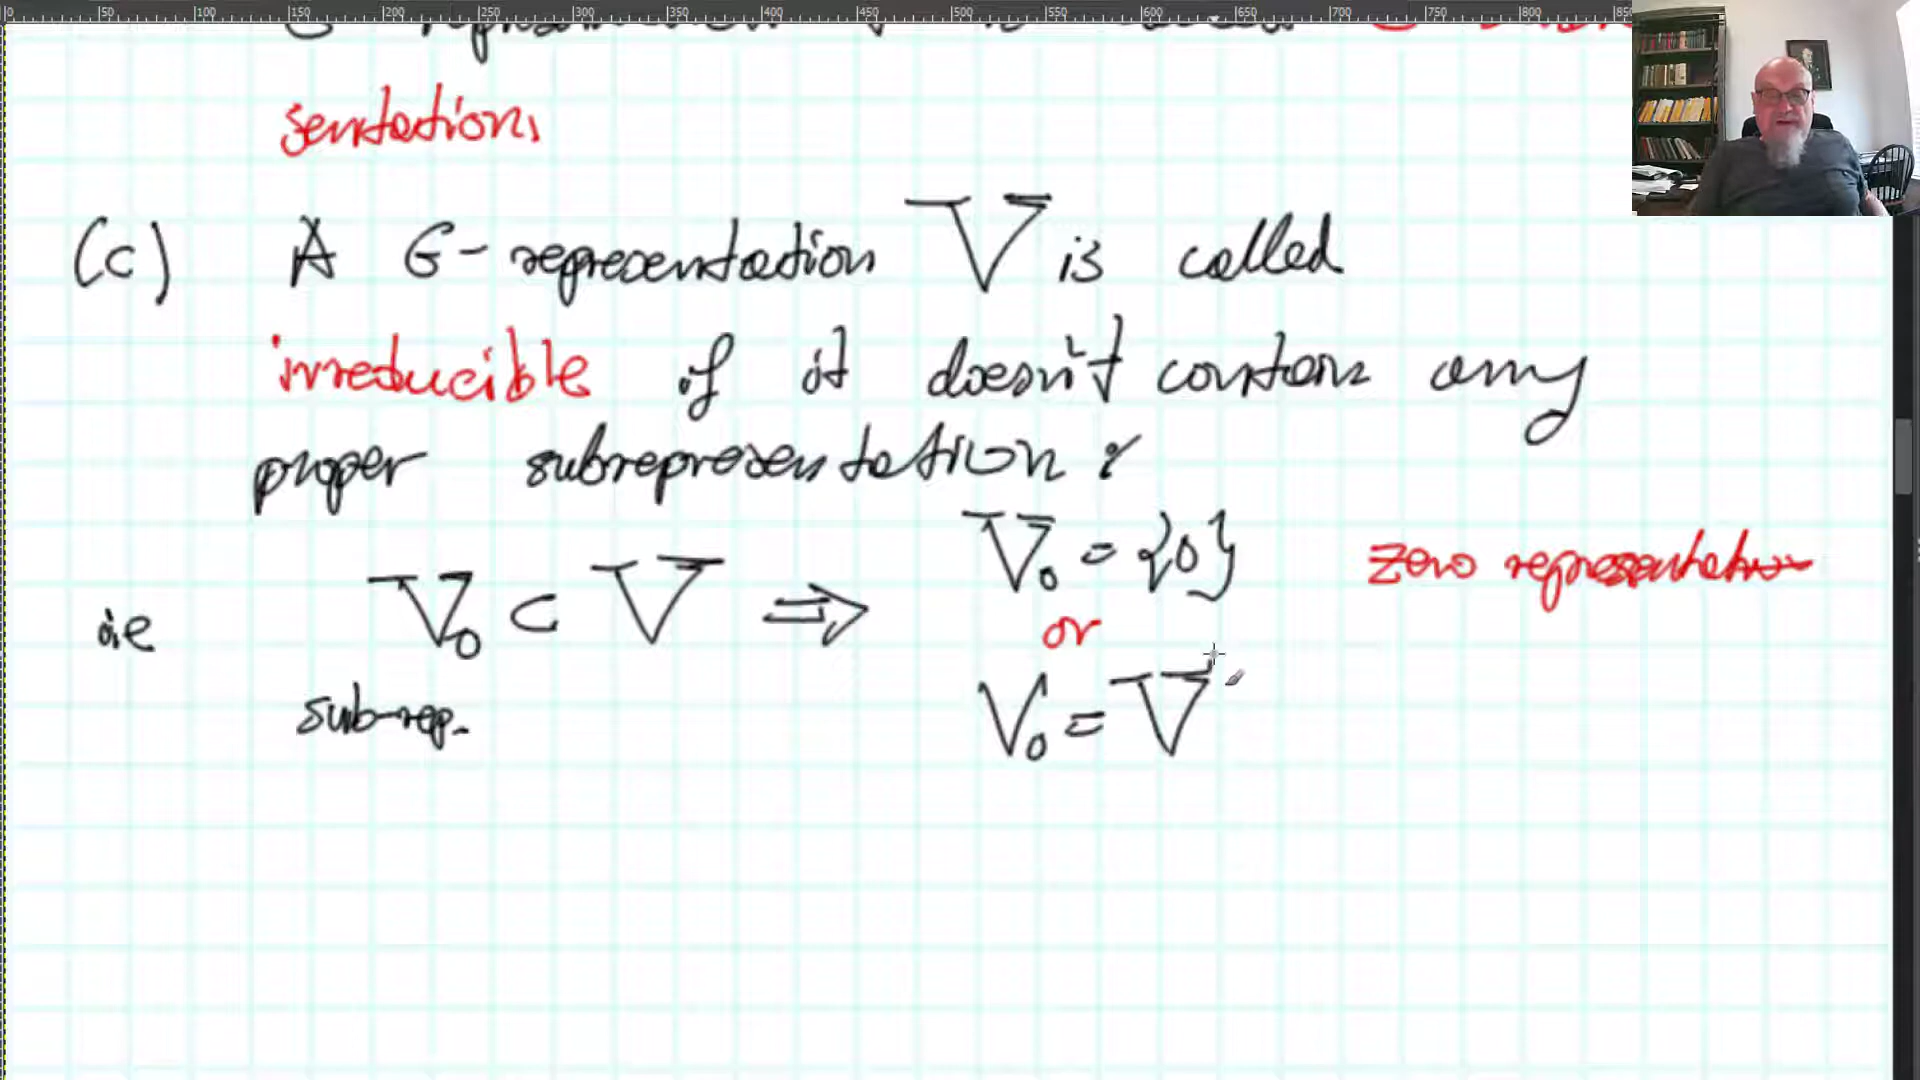 sentation.
(c) A G-representation V is called
irreducible if it doesn't contain any
proper subrepresentation:
V₀ = {0} zero representation
i.e V₀ ⊂ V ⇒ or
sub-rep. V₀ = V